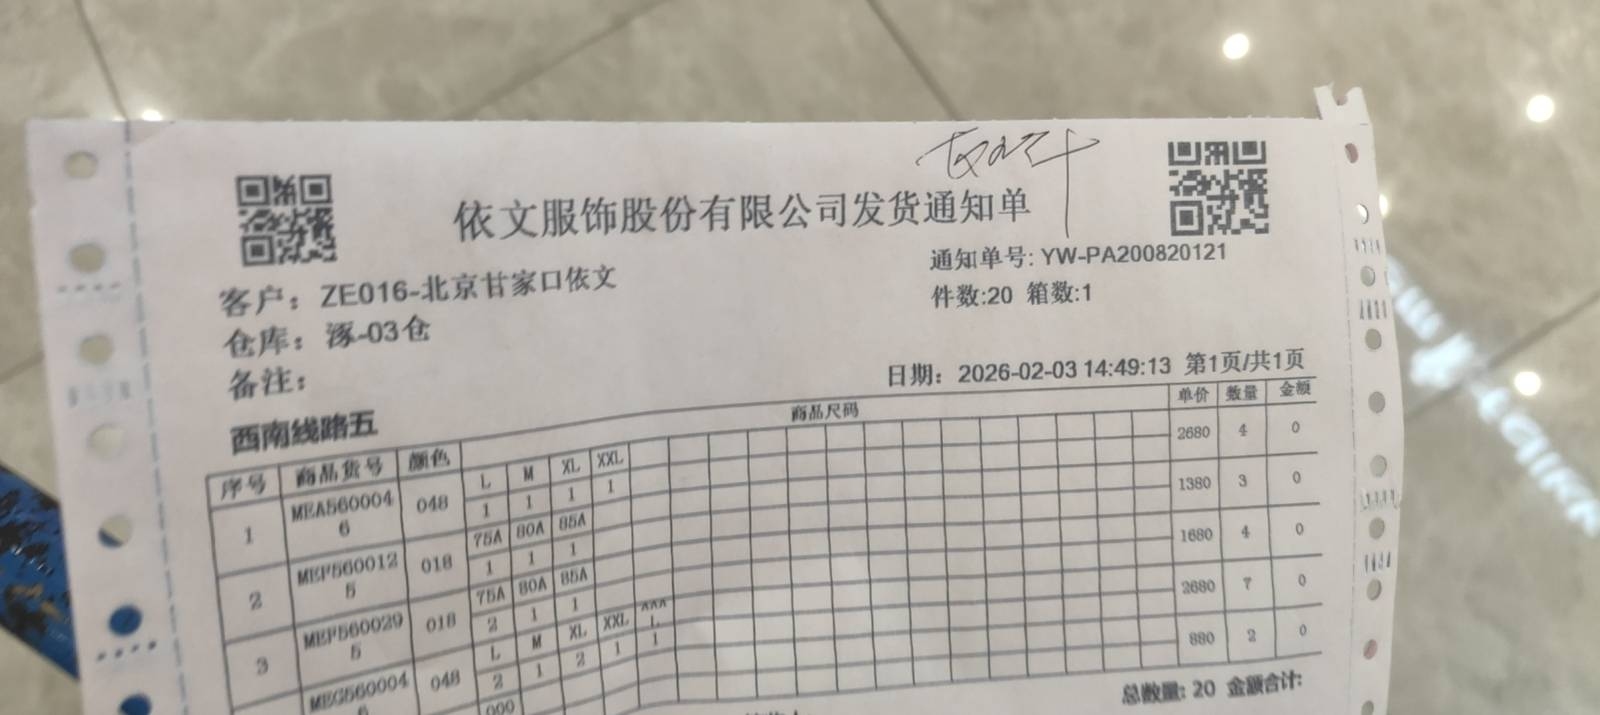 依文服饰股份有限公司发货通知单
通知单号: YW-PA200820121
客户: ZE016-北京甘家口依文
件数:20 箱数:1
仓库: 涿-03仓
备注:
日期: 2026-02-03 14:49:13 第1页/共1页
西南线路五
序号 商品货号 颜色 商品尺码 单价 数量 金额
L M XL XXL
1 MEA5600046 048 1 1 1 1 2680 4 0
75A 80A 85A
2 MEP5600125 018 1 1 1 1380 3 0
75A 80A 85A
3 MEP5600295 018 2 1 1 1680 4 0
L M XL XXL
MEG560004 048 2 1 2 1 1 2680 7 0
000
880 2 0
总数量: 20 金额合计: